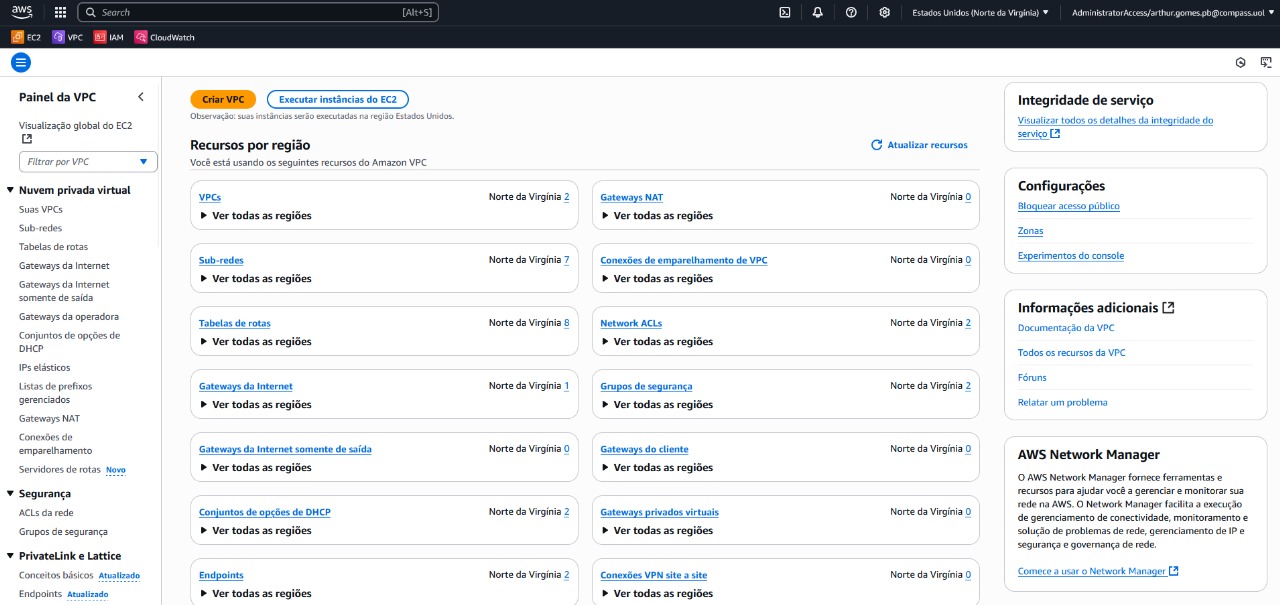 aws
Search [Alt+S]
Estados Unidos (Norte da Virgínia) ▼
AdministratorAccess/arthur.gomes.pb@compass.uol ▼
EC2 VPC IAM CloudWatch
Painel da VPC
Visualização global do EC2
Filtrar por VPC
Nuvem privada virtual
Suas VPCs
Sub-redes
Tabelas de rotas
Gateways da Internet
Gateways da Internet
somente de saída
Gateways da operadora
Conjuntos de opções de
DHCP
IPs elásticos
Listas de prefixos
gerenciados
Gateways NAT
Conexões de
emparelhamento
Servidores de rotas Novo
Segurança
ACLs da rede
Grupos de segurança
PrivateLink e Lattice
Conceitos básicos Atualizado
Endpoints Atualizado
Criar VPC Executar instâncias do EC2
Observação: suas instâncias serão executadas na região Estados Unidos.
Recursos por região Atualizar recursos
Você está usando os seguintes recursos do Amazon VPC
VPCs Norte da Virgínia 2
Ver todas as regiões
Gateways NAT Norte da Virgínia 0
Ver todas as regiões
Sub-redes Norte da Virgínia 7
Ver todas as regiões
Conexões de emparelhamento de VPC Norte da Virgínia 0
Ver todas as regiões
Tabelas de rotas Norte da Virgínia 8
Ver todas as regiões
Network ACLs Norte da Virgínia 2
Ver todas as regiões
Gateways da Internet Norte da Virgínia 1
Ver todas as regiões
Grupos de segurança Norte da Virgínia 2
Ver todas as regiões
Gateways da Internet somente de saída Norte da Virgínia 0
Ver todas as regiões
Gateways do cliente Norte da Virgínia 0
Ver todas as regiões
Conjuntos de opções de DHCP Norte da Virgínia 2
Ver todas as regiões
Gateways privados virtuais Norte da Virgínia 0
Ver todas as regiões
Endpoints Norte da Virgínia 2
Ver todas as regiões
Conexões VPN site a site Norte da Virgínia 0
Ver todas as regiões
Integridade de serviço
Visualizar todos os detalhes da integridade do
serviço
Configurações
Bloquear acesso público
Zonas
Experimentos do console
Informações adicionais
Documentação da VPC
Todos os recursos da VPC
Fóruns
Relatar um problema
AWS Network Manager
O AWS Network Manager fornece ferramentas e
recursos para ajudar você a gerenciar e monitorar sua
rede na AWS. O Network Manager facilita a execução
de gerenciamento de conectividade, monitoramento e
solução de problemas de rede, gerenciamento de IP e
segurança e governança de rede.
Comece a usar o Network Manager